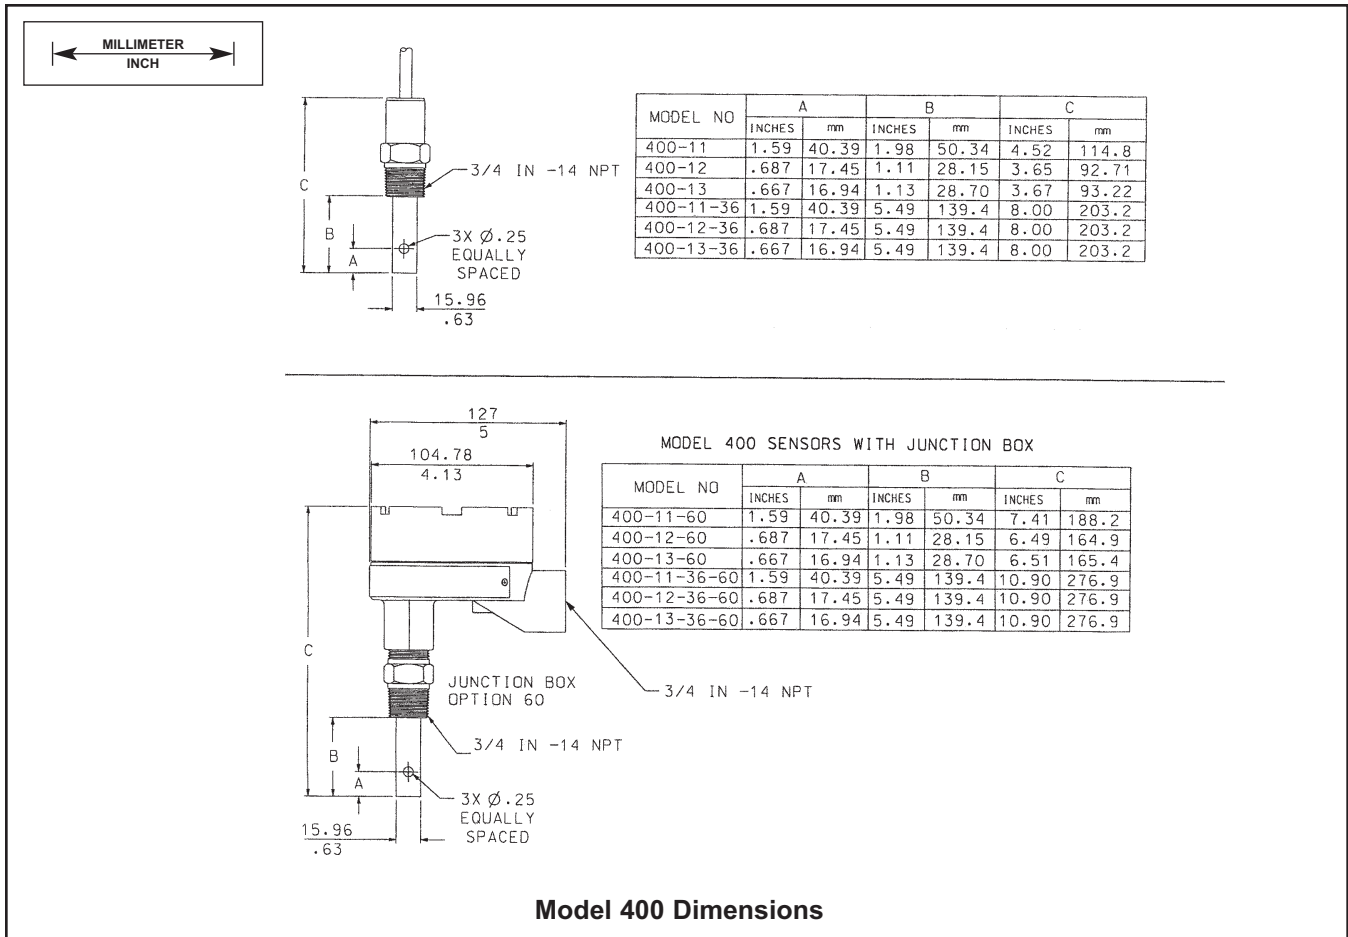 MILLIMETER
INCH
C
B
A
3/4 IN -14 NPT
3X Ø.25
EQUALLY
SPACED
15.96
.63
MODEL NO A B C
INCHES mm INCHES mm INCHES mm
400-11 1.59 40.39 1.98 50.34 4.52 114.8
400-12 .687 17.45 1.11 28.15 3.65 92.71
400-13 .667 16.94 1.13 28.70 3.67 93.22
400-11-36 1.59 40.39 5.49 139.4 8.00 203.2
400-12-36 .687 17.45 5.49 139.4 8.00 203.2
400-13-36 .667 16.94 5.49 139.4 8.00 203.2
127
5
104.78
4.13
MODEL 400 SENSORS WITH JUNCTION BOX
MODEL NO A B C
INCHES mm INCHES mm INCHES mm
400-11-60 1.59 40.39 1.98 50.34 7.41 188.2
400-12-60 .687 17.45 1.11 28.15 6.49 164.9
400-13-60 .667 16.94 1.13 28.70 6.51 165.4
400-11-36-60 1.59 40.39 5.49 139.4 10.90 276.9
400-12-36-60 .687 17.45 5.49 139.4 10.90 276.9
400-13-36-60 .667 16.94 5.49 139.4 10.90 276.9
C
JUNCTION BOX
OPTION 60
3/4 IN -14 NPT
3/4 IN -14 NPT
B
A
3X Ø.25
EQUALLY
SPACED
15.96
.63
Model 400 Dimensions